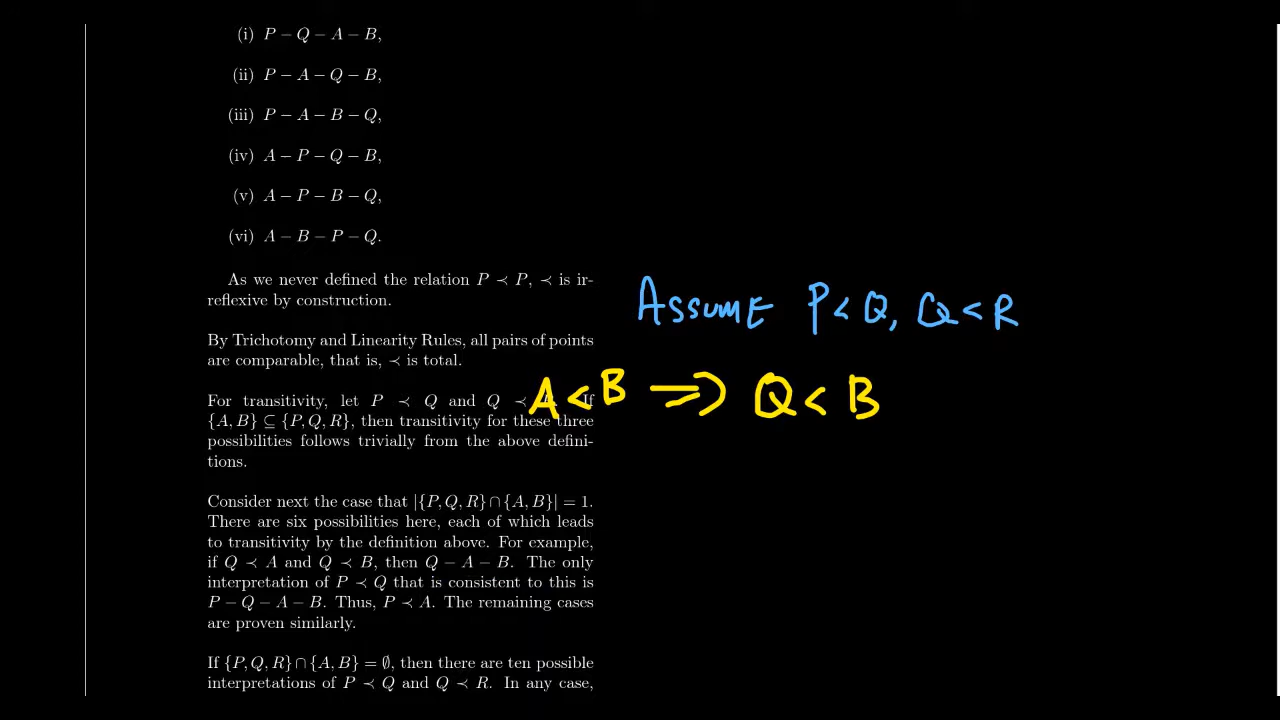 (i) P − Q − A − B,
(ii) P − A − Q − B,
(iii) P − A − B − Q,
(iv) A − P − Q − B,
(v) A − P − B − Q,
(vi) A − B − P − Q.
As we never defined the relation P ≺ P, ≺ is ir-
reflexive by construction.
Assume P < Q, Q < R
By Trichotomy and Linearity Rules, all pairs of points
are comparable, that is, ≺ is total.
A < B ⟹ Q < B
For transitivity, let P ≺ Q and Q ≺ If
{A, B} ⊆ {P, Q, R}, then transitivity for these three
possibilities follows trivially from the above defini-
tions.
Consider next the case that |{P, Q, R} ∩ {A, B}| = 1.
There are six possibilities here, each of which leads
to transitivity by the definition above. For example,
if Q ≺ A and Q ≺ B, then Q − A − B. The only
interpretation of P ≺ Q that is consistent to this is
P − Q − A − B. Thus, P ≺ A. The remaining cases
are proven similarly.
If {P, Q, R} ∩ {A, B} = ∅, then there are ten possible
interpretations of P ≺ Q and Q ≺ R. In any case,